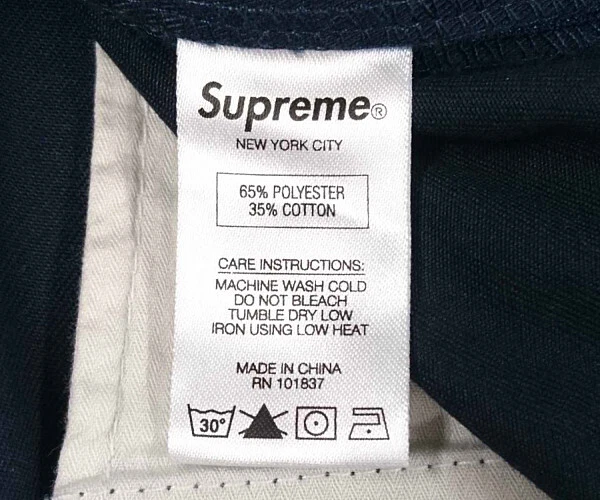 Supreme®
NEW YORK CITY
65% POLYESTER
35% COTTON
CARE INSTRUCTIONS:
MACHINE WASH COLD
DO NOT BLEACH
TUMBLE DRY LOW
IRON USING LOW HEAT
MADE IN CHINA
RN 101837
30°